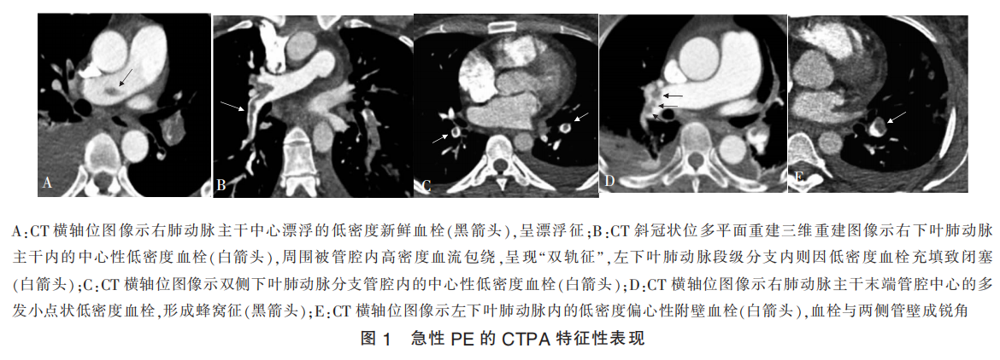 A
B
C
D
E
A:CT 横轴位图像示右肺动脉主干中心漂浮的低密度新鲜血栓(黑箭头),呈漂浮征;B:CT 斜冠状位多平面重建三维重建图像示右下叶肺动脉
主干内的中心性低密度血栓(白箭头),周围被管腔内高密度血流包绕,呈现“双轨征”,左下叶肺动脉段级分支内则因低密度血栓充填致闭塞
(白箭头);C:CT 横轴位图像示双侧下叶肺动脉分支管腔内的中心性低密度血栓(白箭头);D:CT 横轴位图像示右肺动脉主干末端管腔中心的多
发小点状低密度血栓,形成蜂窝征(黑箭头);E:CT 横轴位图像示左下叶肺动脉内的低密度偏心性附壁血栓(白箭头),血栓与两侧管壁成锐角
图 1 急性 PE 的 CTPA 特征性表现